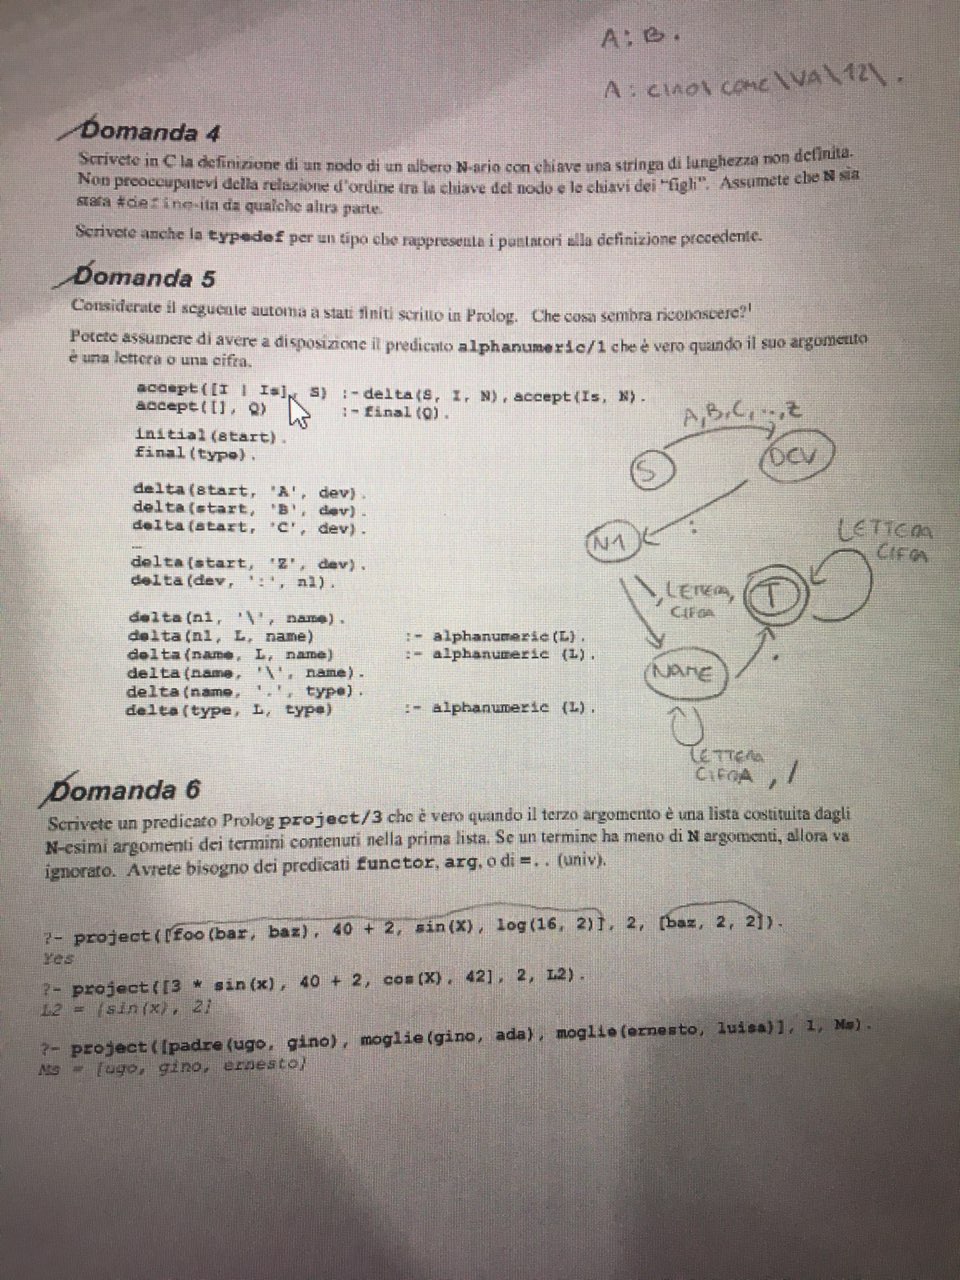 A:B.
A: CIAO\ COME\VA\12\.
Domanda 4
Scrivete in C la definizione di un nodo di un albero N-ario con chiave una stringa di lunghezza non definita.
Non preoccupatevi della relazione d'ordine tra la chiave del nodo e le chiavi dei "figli". Assumete che N sia
stata #define-ita da qualche altra parte.
Scrivete anche la typedef per un tipo che rappresenta i puntatori alla definizione precedente.
Domanda 5
Considerate il seguente automa a stati finiti scritto in Prolog. Che cosa sembra riconoscere?¹
Potete assumere di avere a disposizione il predicato alphanumeric/1 che è vero quando il suo argomento
è una lettera o una cifra.
accept([I | Is], S) :- delta(S, I, N), accept(Is, N).
accept([], Q) :- final(Q).
initial(start).
final(type).
delta(start, 'A', dev).
delta(start, 'B', dev).
delta(start, 'C', dev).
…
delta(start, 'Z', dev).
delta(dev, ':', n1).
delta(n1, '\', name).
delta(n1, L, name) :- alphanumeric(L).
delta(name, L, name) :- alphanumeric (L).
delta(name, '\', name).
delta(name, '.', type).
delta(type, L, type) :- alphanumeric (L).
A,B,C,...,Z
S
DEV
:
N1
LETTERA
CIFRA
\, LETTERA,
CIFRA
T
.
NAME
LETTERA
CIFRA, /
Domanda 6
Scrivete un predicato Prolog project/3 che è vero quando il terzo argomento è una lista costituita dagli
N-esimi argomenti dei termini contenuti nella prima lista. Se un termine ha meno di N argomenti, allora va
ignorato. Avrete bisogno dei predicati functor, arg, o di =.. (univ).
?- project([foo(bar, baz), 40 + 2, sin(X), log(16, 2)], 2, [baz, 2, 2]).
Yes
?- project([3 * sin(x), 40 + 2, cos(X), 42], 2, L2).
L2 = [sin(x), 2]
?- project([padre(ugo, gino), moglie(gino, ada), moglie(ernesto, luisa)], 1, Ms).
Ms = [ugo, gino, ernesto]